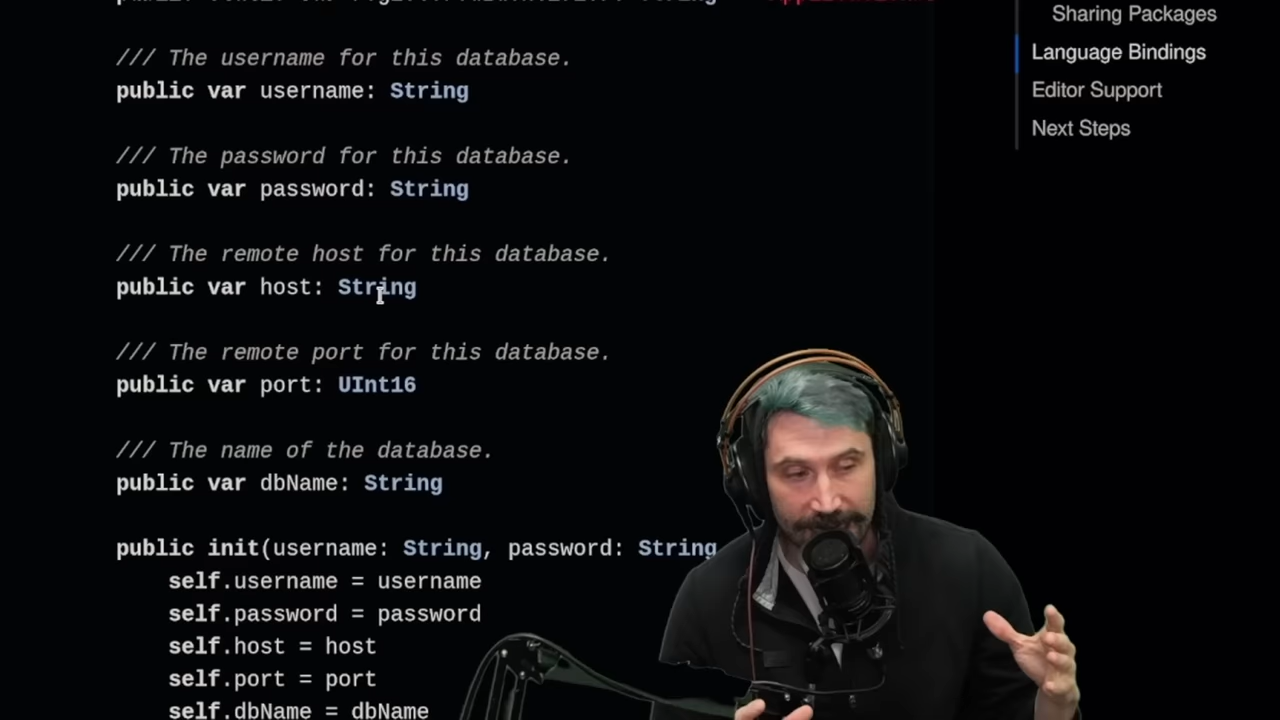 /// The username for this database.
public var username: String
/// The password for this database.
public var password: String
/// The remote host for this database.
public var host: String
/// The remote port for this database.
public var port: UInt16
/// The name of the database.
public var dbName: String
public init(username: String, password: String
self.username = username
self.password = password
self.host = host
self.port = port
self.dbName = dbName
Sharing Packages
Language Bindings
Editor Support
Next Steps